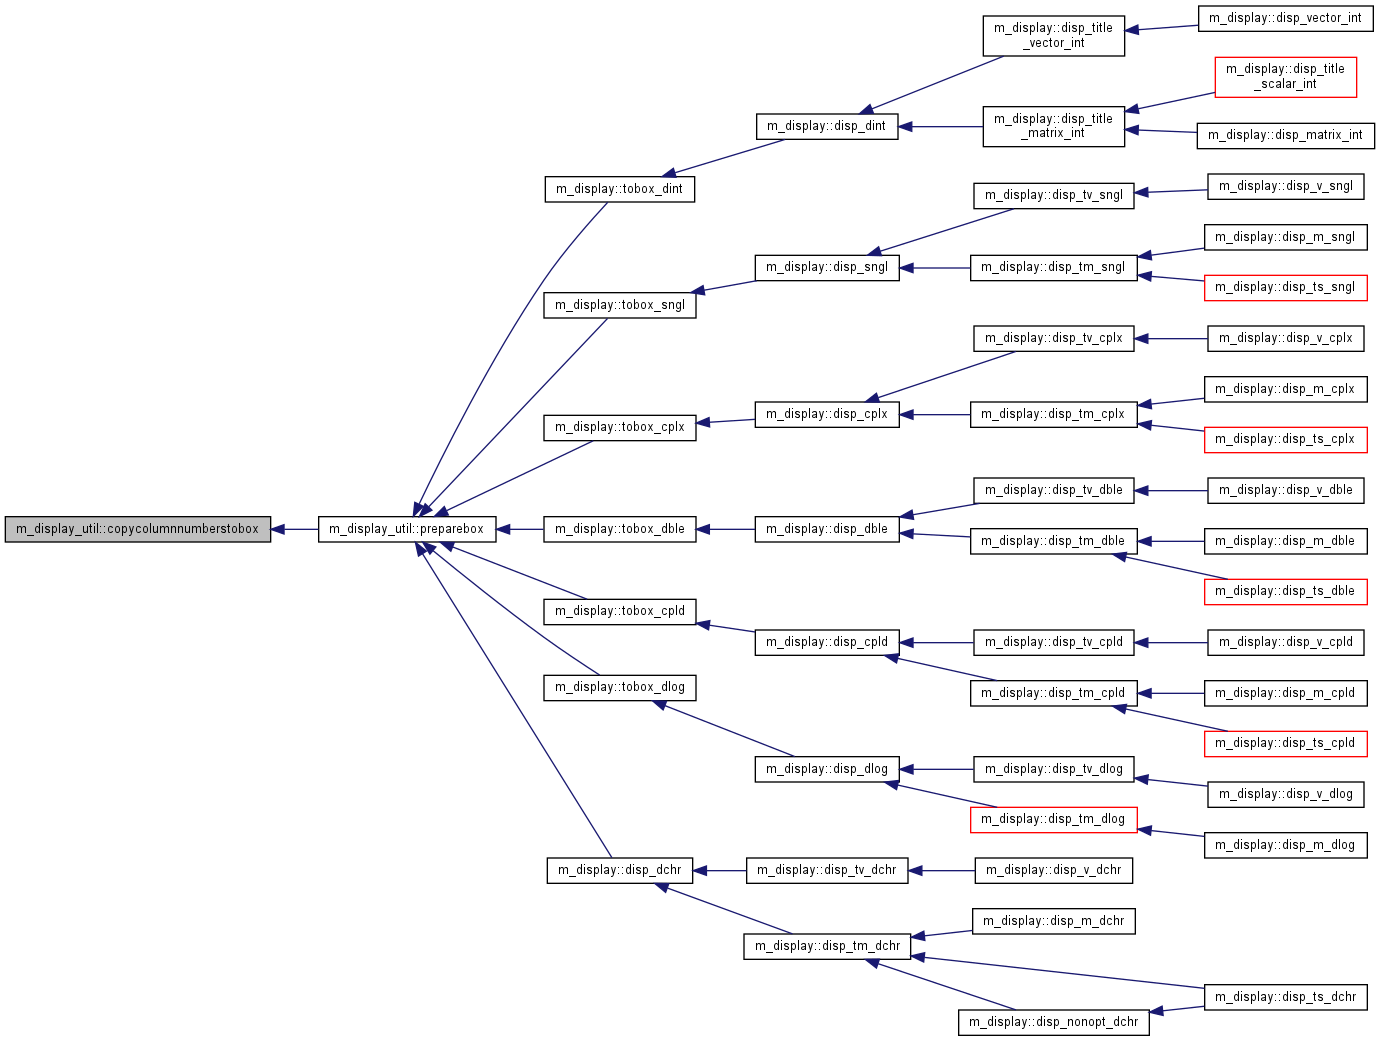 m_display::disp_vector_int
m_display::disp_title
_vector_int
m_display::disp_title
_scalar_int
m_display::disp_dint
m_display::disp_title
_matrix_int
m_display::disp_matrix_int
m_display::tobox_dint
m_display::disp_tv_sngl
m_display::disp_v_sngl
m_display::disp_m_sngl
m_display::disp_sngl
m_display::disp_tm_sngl
m_display::disp_ts_sngl
m_display::tobox_sngl
m_display::disp_tv_cplx
m_display::disp_v_cplx
m_display::disp_m_cplx
m_display::tobox_cplx
m_display::disp_cplx
m_display::disp_tm_cplx
m_display::disp_ts_cplx
m_display::disp_tv_dble
m_display::disp_v_dble
m_display_util::copycolumnnumberstobox
m_display_util::preparebox
m_display::tobox_dble
m_display::disp_dble
m_display::disp_tm_dble
m_display::disp_m_dble
m_display::disp_ts_dble
m_display::tobox_cpld
m_display::disp_cpld
m_display::disp_tv_cpld
m_display::disp_v_cpld
m_display::tobox_dlog
m_display::disp_tm_cpld
m_display::disp_m_cpld
m_display::disp_ts_cpld
m_display::disp_dlog
m_display::disp_tv_dlog
m_display::disp_v_dlog
m_display::disp_tm_dlog
m_display::disp_m_dlog
m_display::disp_dchr
m_display::disp_tv_dchr
m_display::disp_v_dchr
m_display::disp_m_dchr
m_display::disp_tm_dchr
m_display::disp_ts_dchr
m_display::disp_nonopt_dchr